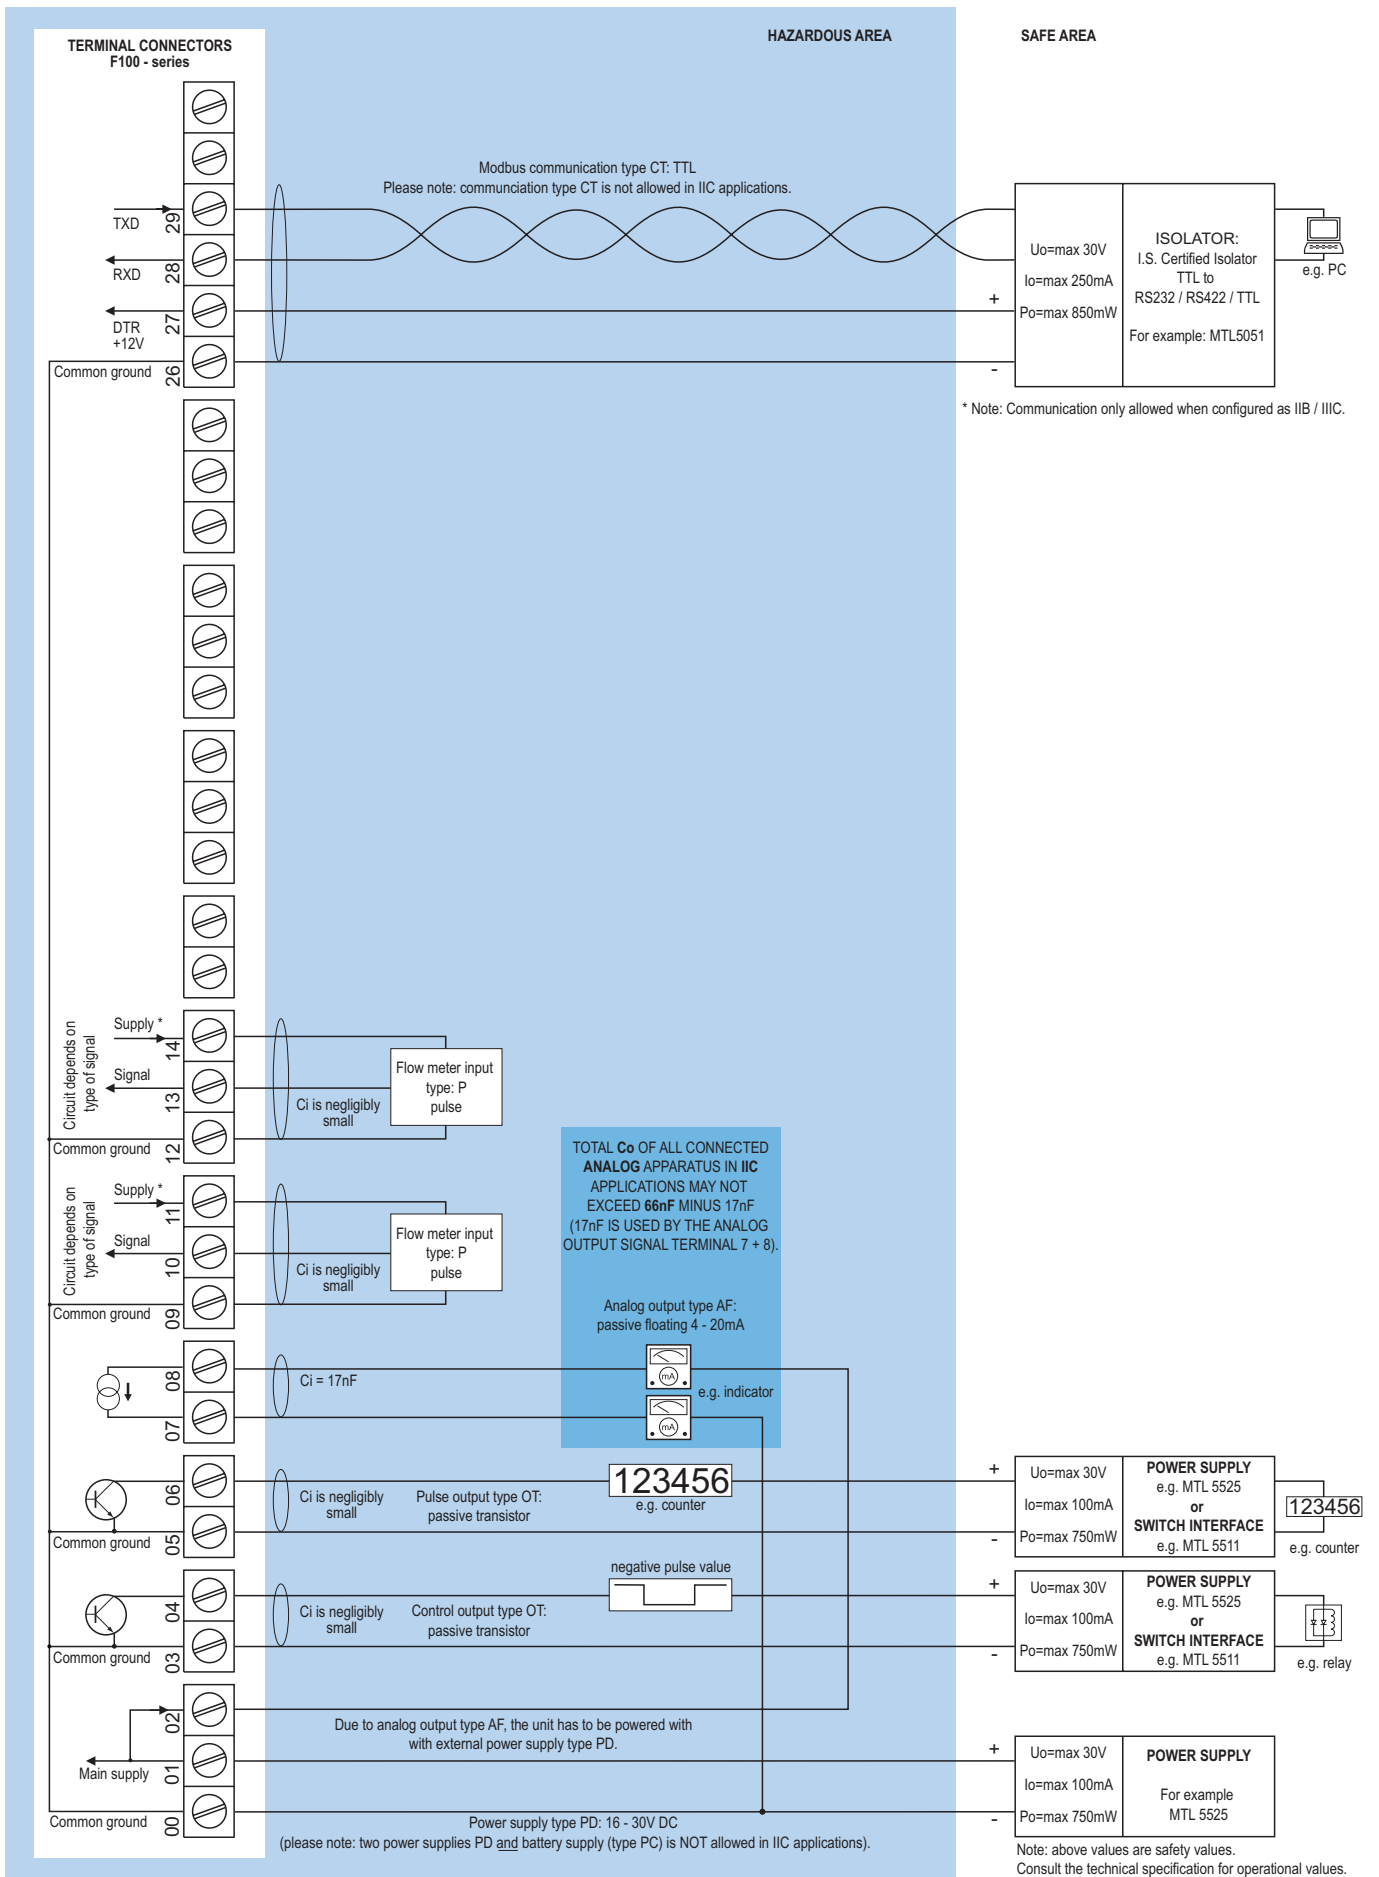 HAZARDOUS AREA
SAFE AREA
TERMINAL CONNECTORS
F100 - series
Modbus communication type CT: TTL
Please note: communciation type CT is not allowed in IIC applications.
TXD
29
RXD
28
DTR
+12V
27
Common ground
26
+
-
Uo=max 30V
Io=max 250mA
Po=max 850mW
ISOLATOR:
I.S. Certified Isolator
TTL to
RS232 / RS422 / TTL
For example: MTL5051
e.g. PC
* Note: Communication only allowed when configured as IIB / IIIC.
Circuit depends on
type of signal
Supply *
14
Signal
13
Common ground
12
Ci is negligibly
small
Flow meter input
type: P
pulse
Circuit depends on
type of signal
Supply *
11
Signal
10
Common ground
09
Ci is negligibly
small
Flow meter input
type: P
pulse
TOTAL Co OF ALL CONNECTED
ANALOG APPARATUS IN IIC
APPLICATIONS MAY NOT
EXCEED 66nF MINUS 17nF
(17nF IS USED BY THE ANALOG
OUTPUT SIGNAL TERMINAL 7 + 8).
Analog output type AF:
passive floating 4 - 20mA
mA
e.g. indicator
mA
08
07
Ci = 17nF
06
05
Common ground
Ci is negligibly
small
Pulse output type OT:
passive transistor
123456
e.g. counter
+
-
Uo=max 30V
Io=max 100mA
Po=max 750mW
POWER SUPPLY
e.g. MTL 5525
or
SWITCH INTERFACE
e.g. MTL 5511
123456
e.g. counter
04
03
Common ground
Ci is negligibly
small
Control output type OT:
passive transistor
negative pulse value
+
-
Uo=max 30V
Io=max 100mA
Po=max 750mW
POWER SUPPLY
e.g. MTL 5525
or
SWITCH INTERFACE
e.g. MTL 5511
e.g. relay
02
Due to analog output type AF, the unit has to be powered with
with external power supply type PD.
Main supply
01
Common ground
00
Power supply type PD: 16 - 30V DC
(please note: two power supplies PD and battery supply (type PC) is NOT allowed in IIC applications).
+
-
Uo=max 30V
Io=max 100mA
Po=max 750mW
POWER SUPPLY
For example
MTL 5525
Note: above values are safety values.
Consult the technical specification for operational values.